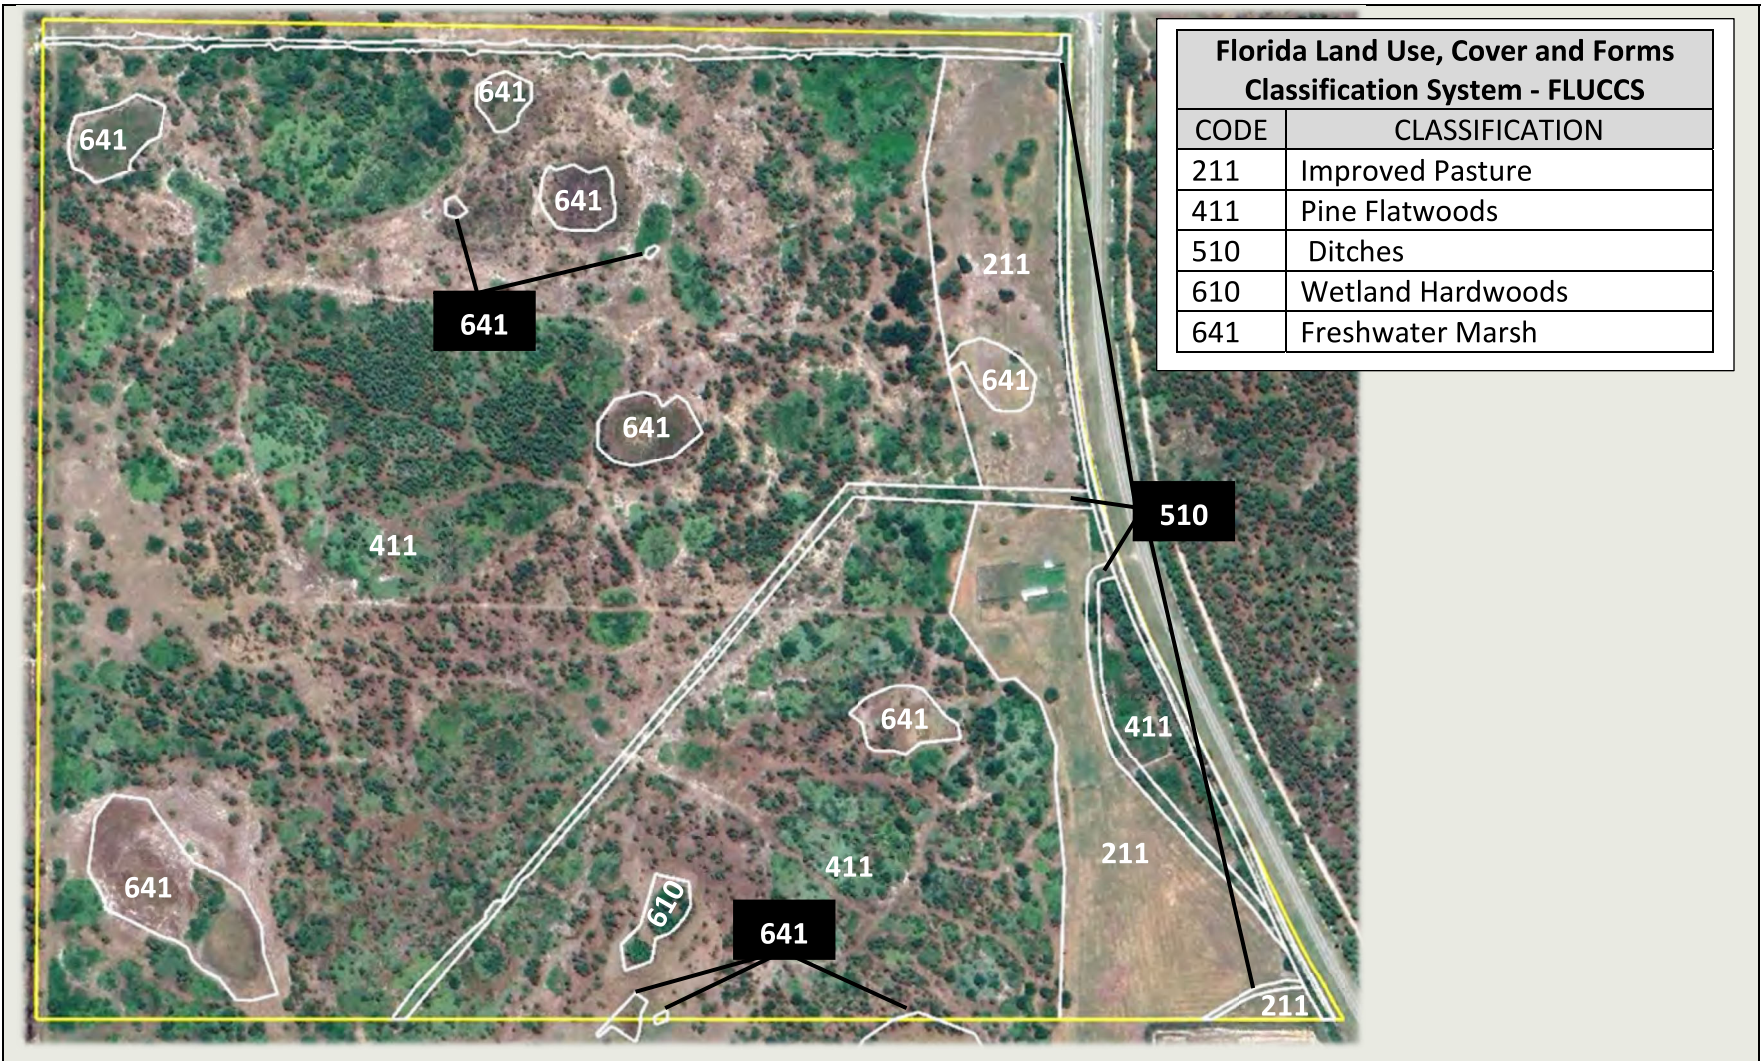 Florida Land Use, Cover and Forms
Classification System - FLUCCS
CODE CLASSIFICATION
211 Improved Pasture
411 Pine Flatwoods
510 Ditches
610 Wetland Hardwoods
641 Freshwater Marsh
641
641
641
211
641
641
641
510
411
641
411
411
211
641
610
641
211